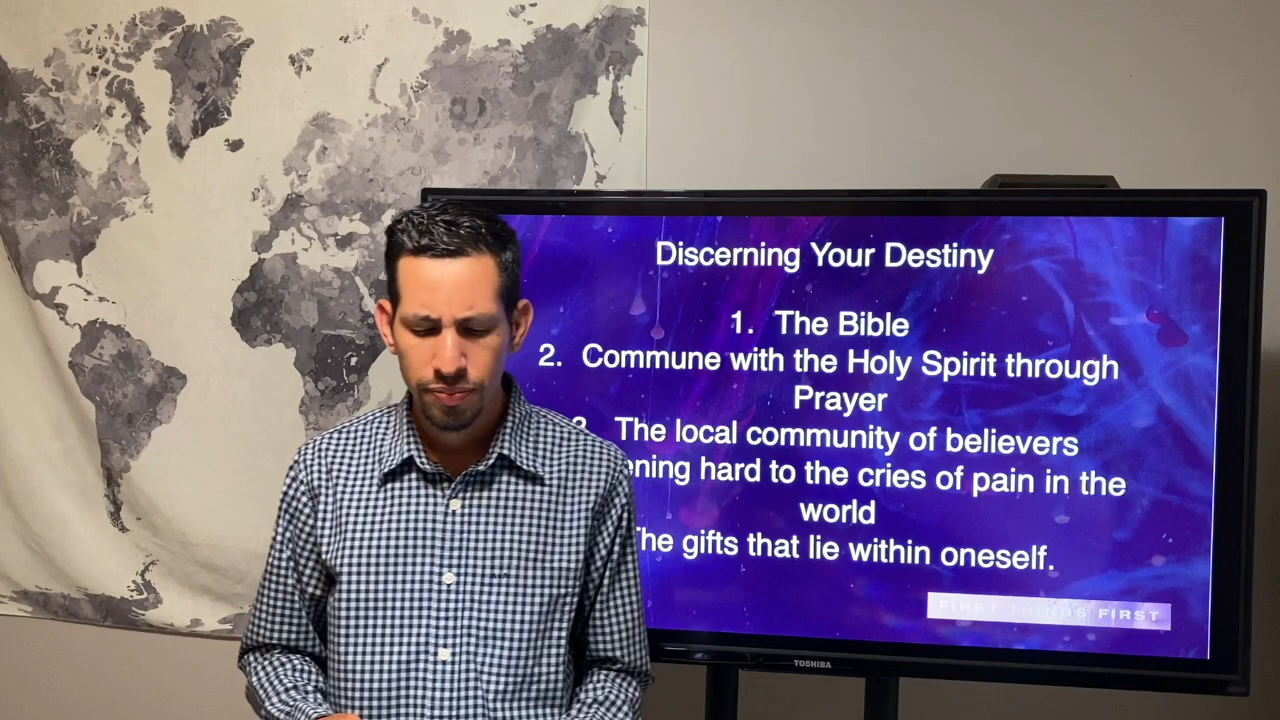 Discerning Your Destiny
1. The Bible
2. Commune with the Holy Spirit through
Prayer
The local community of believers
hard to the cries of pain in the
world
gifts that lie within oneself.
FIRST THINGS FIRST
TOSHIBA